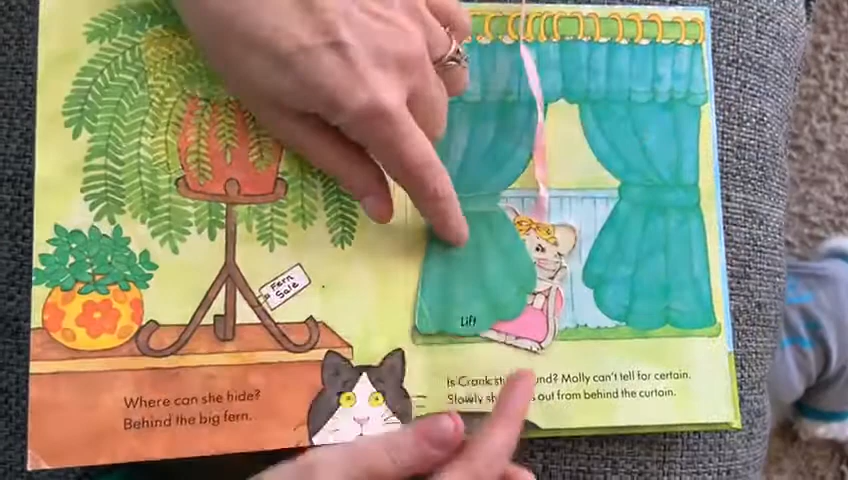 Fern
Sale
Where can she hide?
Behind the big fern.
Lift
Is Crank Molly can't tell for certain.
Slowly out from behind the curtain.